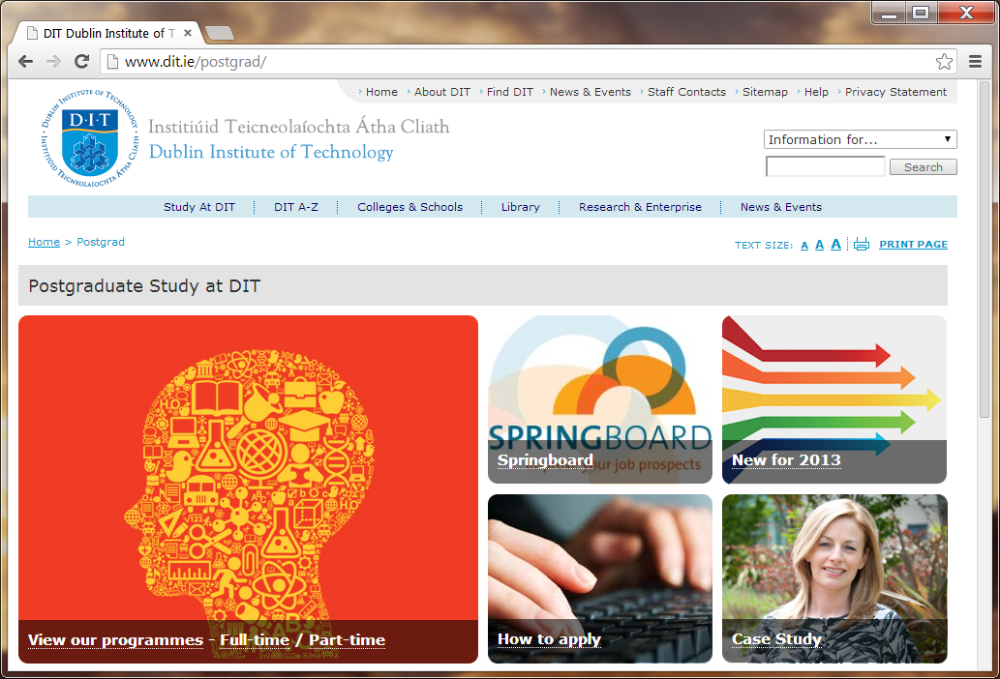 DIT Dublin Institute of T
www.dit.ie/postgrad/
Home About DIT Find DIT News & Events Staff Contacts Sitemap Help Privacy Statement
DUBLIN INSTITUTE OF TECHNOLOGY
INSTITIÚID TEICNEOLAÍOCHTA ÁTHA CLIATH
D·I·T
Institiúid Teicneolaíochta Átha Cliath
Dublin Institute of Technology
Information for...
Search
Study At DIT DIT A-Z Colleges & Schools Library Research & Enterprise News & Events
Home > Postgrad
TEXT SIZE: A A A PRINT PAGE
Postgraduate Study at DIT
SPRINGBOARD
our job prospects
Springboard
New for 2013
View our programmes - Full-time / Part-time
How to apply
Case Study